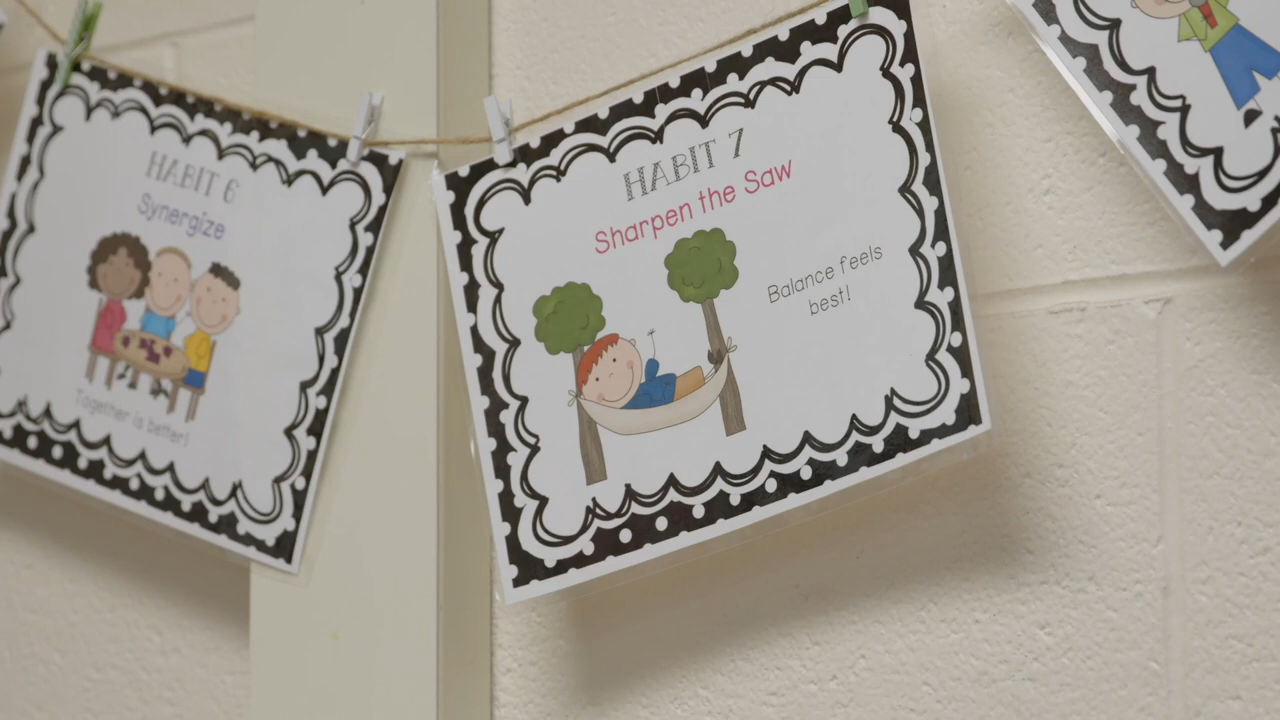 HABIT 6
Synergize
Together is better!
HABIT 7
Sharpen the Saw
Balance feels
best!